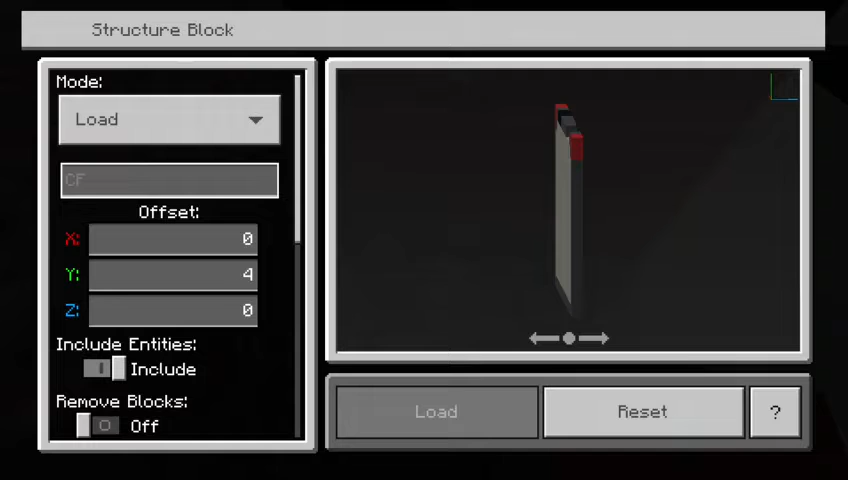 Structure Block
Mode:
Load
CF
Offset:
X: 0
Y: 4
Z: 0
Include Entities:
Include
Remove Blocks:
Off
Load
Reset
?